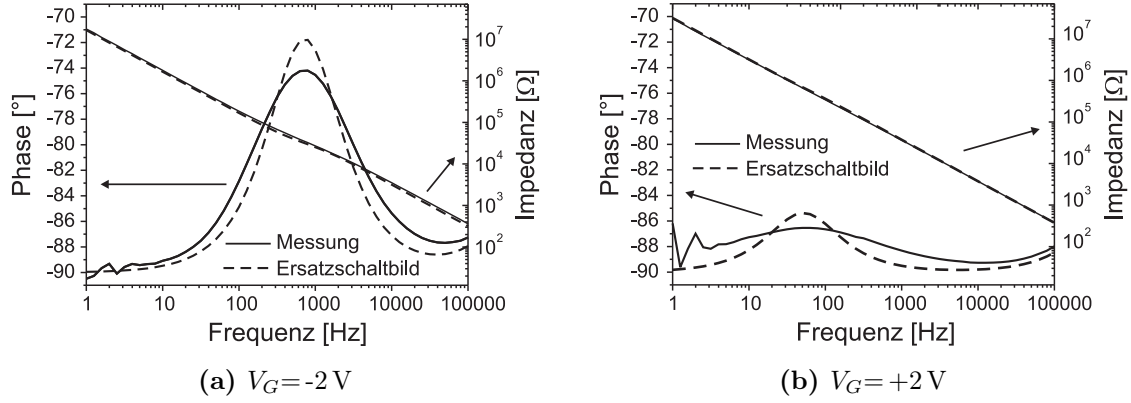 -70
-72
-74
-76
-78
-80
-82
-84
-86
-88
-90
Phase [°]
10⁷
10⁶
10⁵
10⁴
10³
10²
Impedanz [Ω]
Messung
Ersatzschaltbild
1 10 100 1000 10000 100000
Frequenz [Hz]
(a) V_G = -2 V
-70
-72
-74
-76
-78
-80
-82
-84
-86
-88
-90
Phase [°]
10⁷
10⁶
10⁵
10⁴
10³
10²
Impedanz [Ω]
Messung
Ersatzschaltbild
1 10 100 1000 10000 100000
Frequenz [Hz]
(b) V_G = +2 V